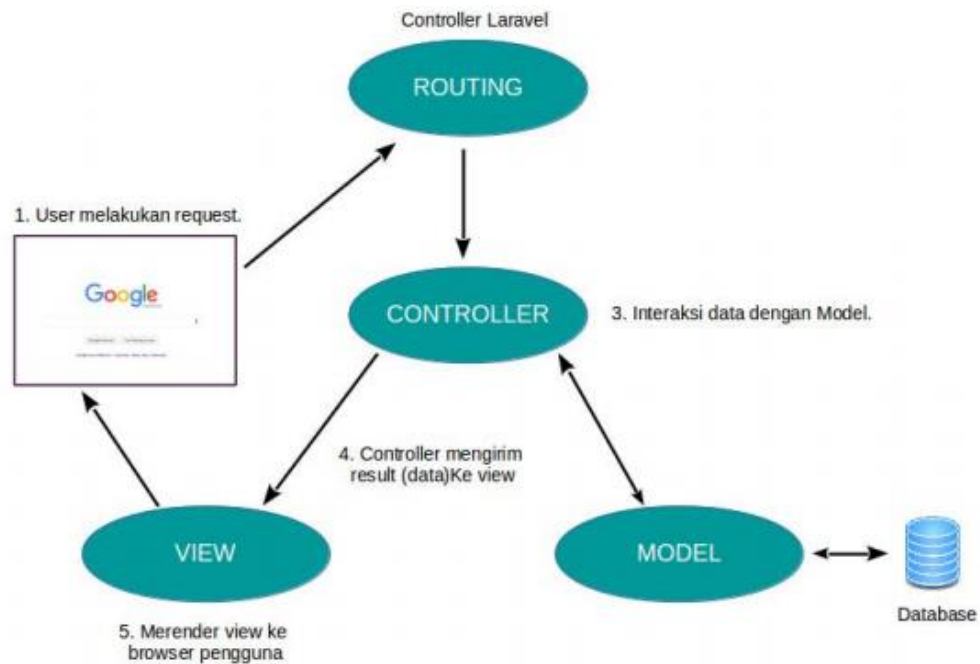 Controller Laravel
ROUTING
1. User melakukan request.
Google
CONTROLLER
3. Interaksi data dengan Model.
4. Controller mengirim
result (data)Ke view
VIEW
MODEL
Database
5. Merender view ke
browser pengguna